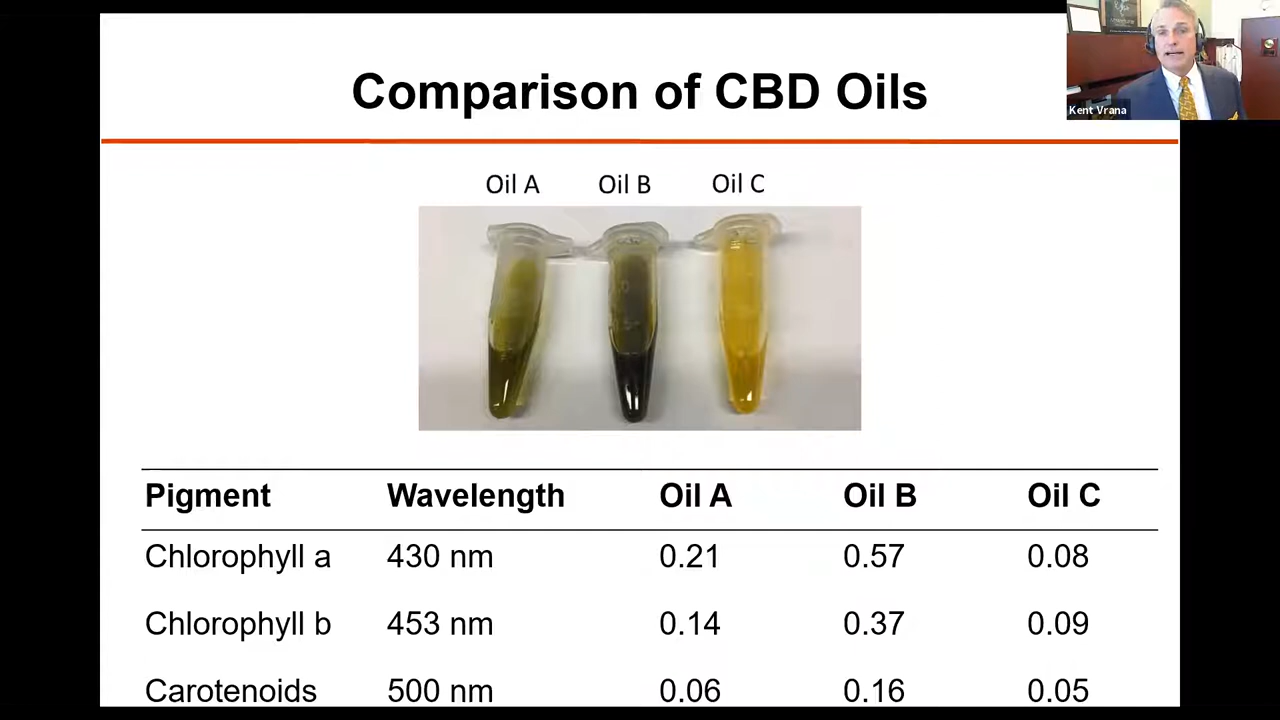 Comparison of CBD Oils
Kent Vrana
Oil A Oil B Oil C
Pigment Wavelength Oil A Oil B Oil C
Chlorophyll a 430 nm 0.21 0.57 0.08
Chlorophyll b 453 nm 0.14 0.37 0.09
Carotenoids 500 nm 0.06 0.16 0.05